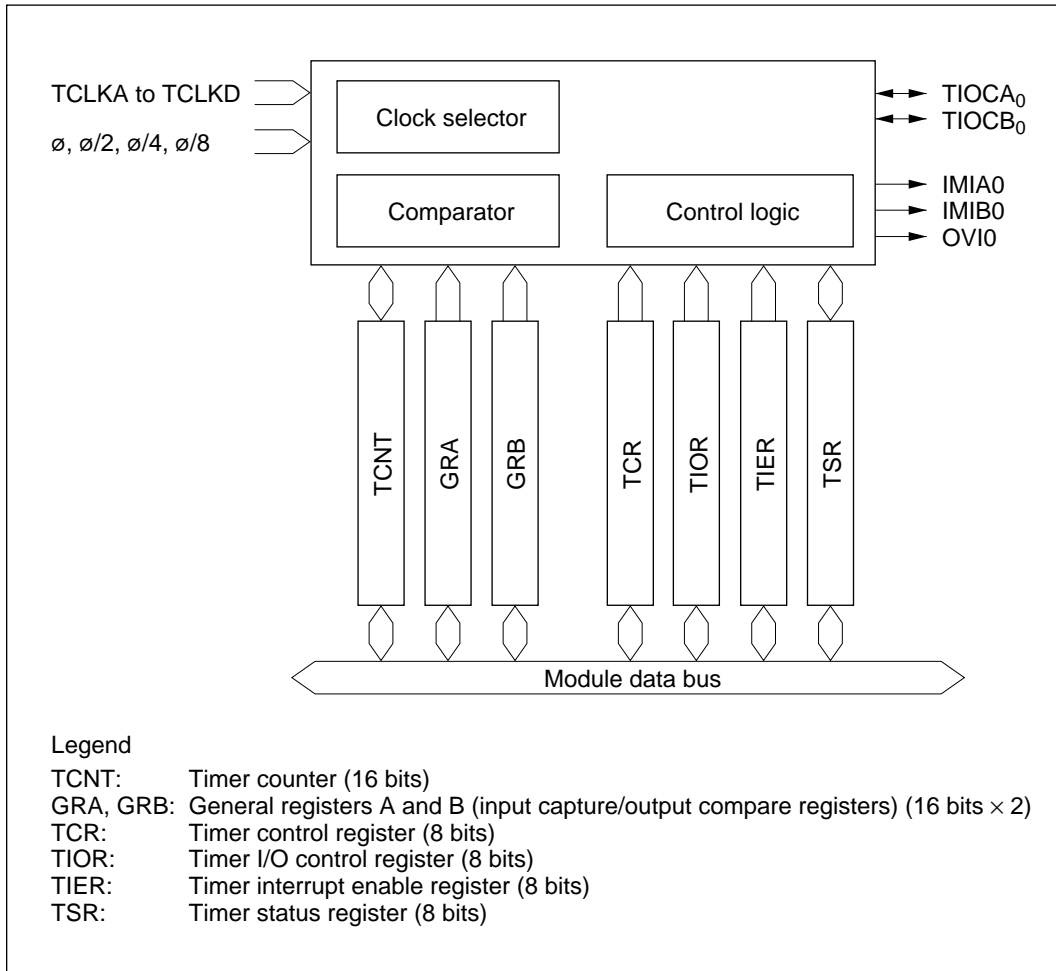 TCLKA to TCLKD
ø, ø/2, ø/4, ø/8
Clock selector
Comparator
Control logic
TIOCA₀
TIOCB₀
IMIA0
IMIB0
OVI0
TCNT
GRA
GRB
TCR
TIOR
TIER
TSR
Module data bus
Legend
TCNT: Timer counter (16 bits)
GRA, GRB: General registers A and B (input capture/output compare registers) (16 bits × 2)
TCR: Timer control register (8 bits)
TIOR: Timer I/O control register (8 bits)
TIER: Timer interrupt enable register (8 bits)
TSR: Timer status register (8 bits)